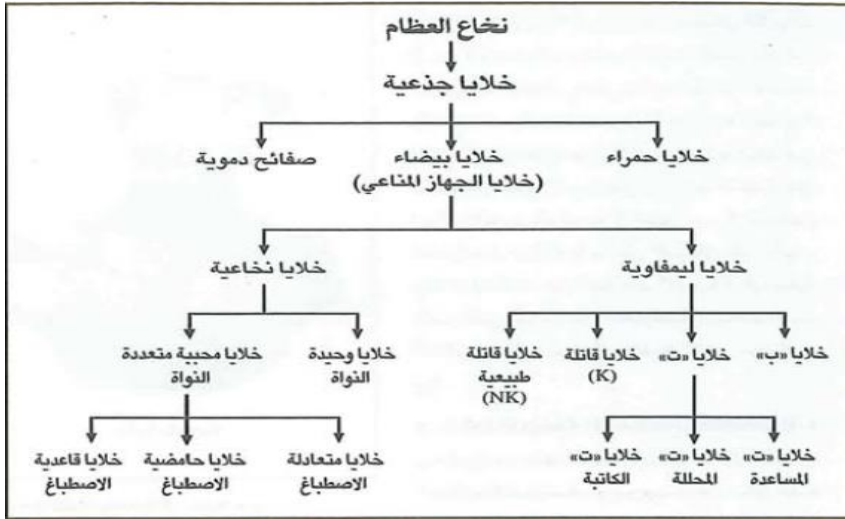 نخاع العظام
خلايا جذعية
خلايا حمراء
خلايا بيضاء
(خلايا الجهاز المناعي)
صفائح دموية
خلايا ليمفاوية
خلايا نخاعية
خلايا «ب»
خلايا «ت»
خلايا قاتلة
(K)
خلايا قاتلة
طبيعية
(NK)
خلايا وحيدة
النواة
خلايا محببية متعددة
النواة
خلايا «ت»
المساعدة
خلايا «ت»
المحللة
خلايا «ت»
الكاتبة
خلايا متعادلة
الاصطباغ
خلايا حامضية
الاصطباغ
خلايا قاعدية
الاصطباغ